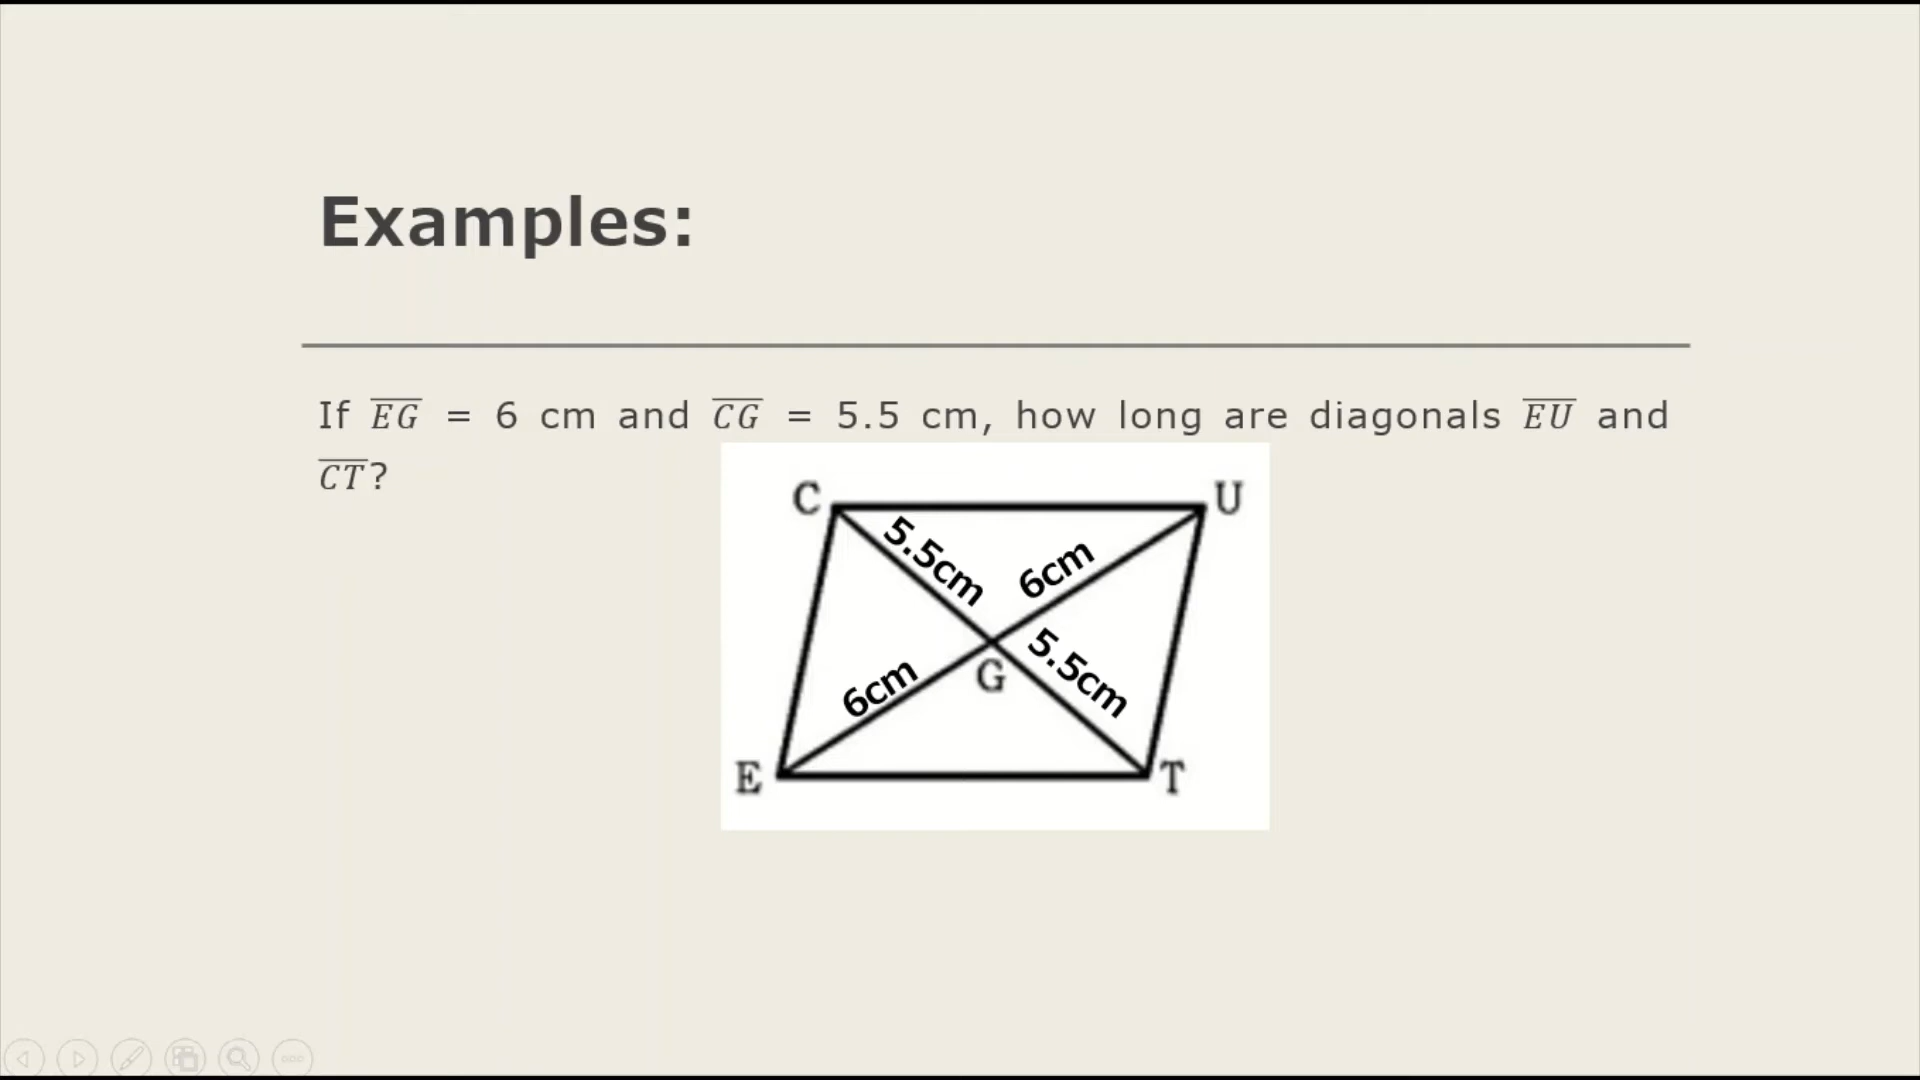 Examples:
If EG = 6 cm and CG = 5.5 cm, how long are diagonals EU and
CT?
C
U
5.5cm
6cm
G
6cm
5.5cm
E
T